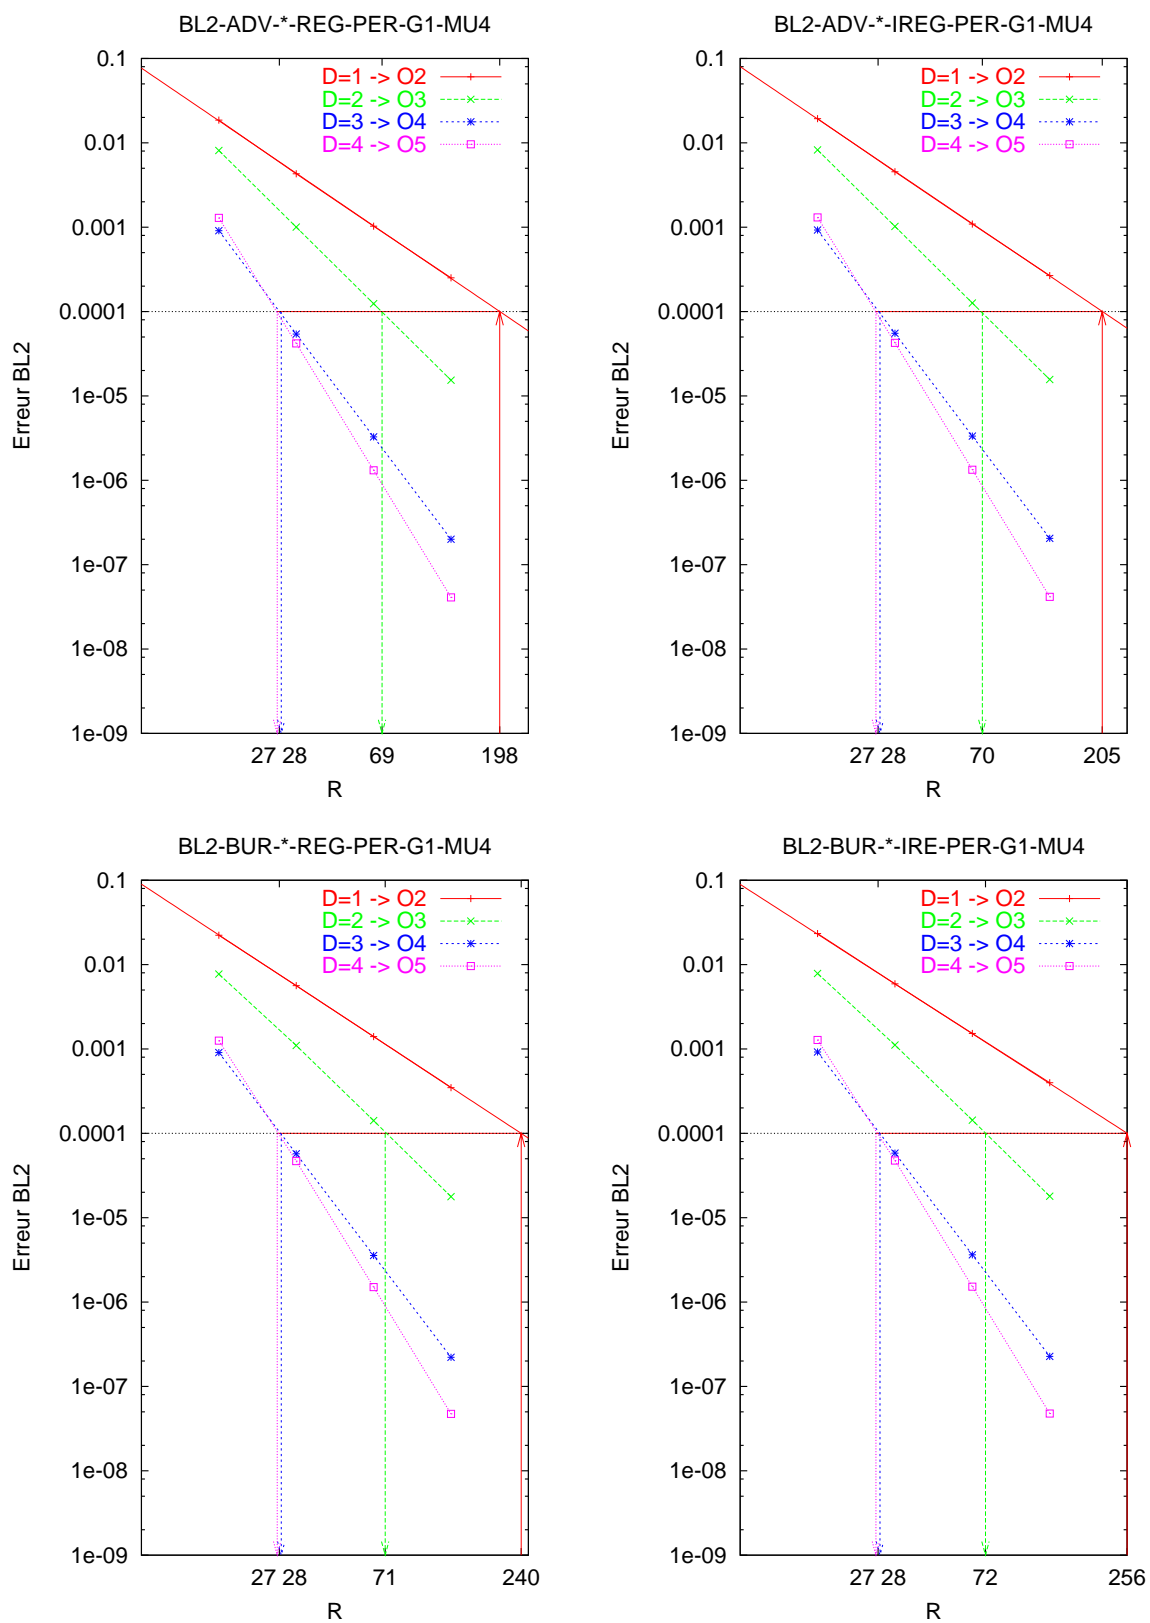 BL2-ADV-*-REG-PER-G1-MU4
D=1 -> O2
D=2 -> O3
D=3 -> O4
D=4 -> O5
0.1
0.01
0.001
0.0001
1e-05
1e-06
1e-07
1e-08
1e-09
Erreur BL2
27 28 69 198
R
BL2-ADV-*-IREG-PER-G1-MU4
D=1 -> O2
D=2 -> O3
D=3 -> O4
D=4 -> O5
0.1
0.01
0.001
0.0001
1e-05
1e-06
1e-07
1e-08
1e-09
Erreur BL2
27 28 70 205
R
BL2-BUR-*-REG-PER-G1-MU4
D=1 -> O2
D=2 -> O3
D=3 -> O4
D=4 -> O5
0.1
0.01
0.001
0.0001
1e-05
1e-06
1e-07
1e-08
1e-09
Erreur BL2
27 28 71 240
R
BL2-BUR-*-IRE-PER-G1-MU4
D=1 -> O2
D=2 -> O3
D=3 -> O4
D=4 -> O5
0.1
0.01
0.001
0.0001
1e-05
1e-06
1e-07
1e-08
1e-09
Erreur BL2
27 28 72 256
R